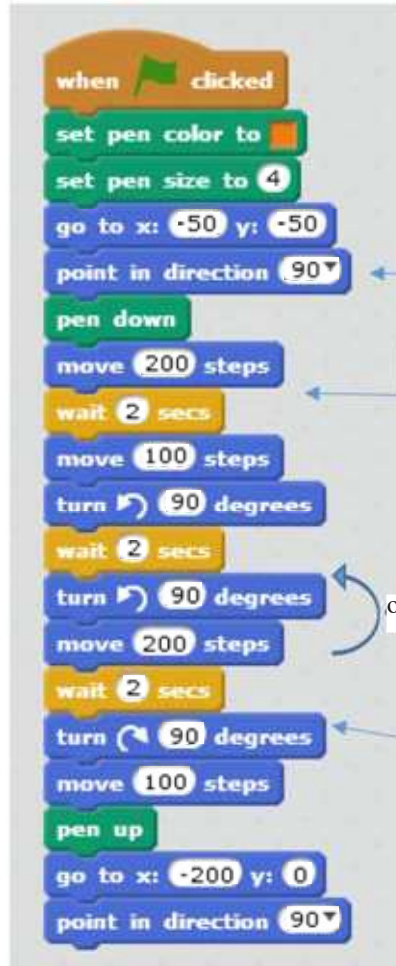 when clicked
set pen color to
set pen size to 4
go to x: -50 y: -50
point in direction 90
pen down
move 200 steps
wait 2 secs
move 100 steps
turn 90 degrees
wait 2 secs
turn 90 degrees
move 200 steps
wait 2 secs
turn 90 degrees
move 100 steps
pen up
go to x: -200 y: 0
point in direction 90